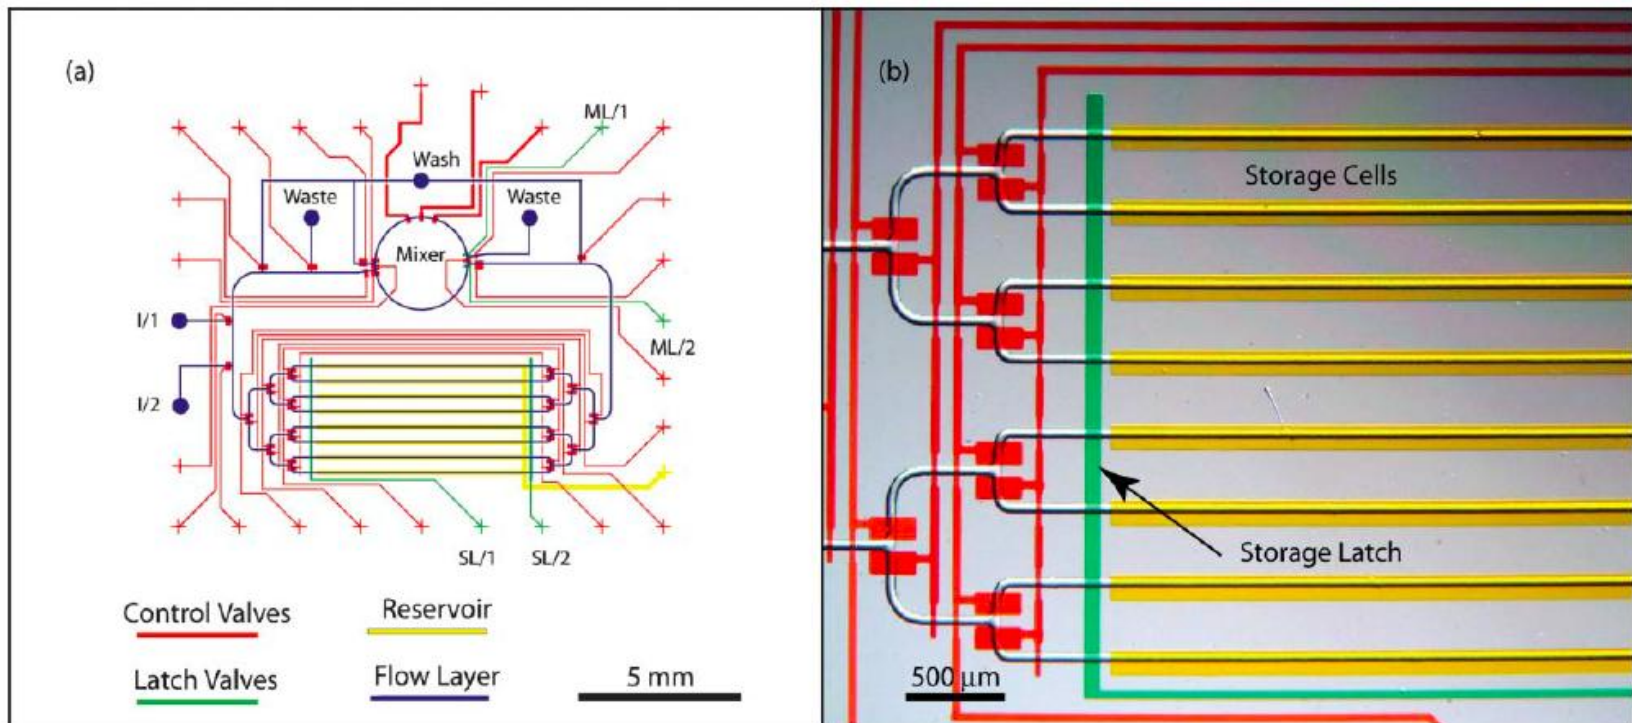 (a)
ML/1
Wash
Waste
Waste
Mixer
I/1
ML/2
I/2
SL/1
SL/2
Control Valves
Reservoir
Latch Valves
Flow Layer
5 mm
(b)
Storage Cells
Storage Latch
500 μm